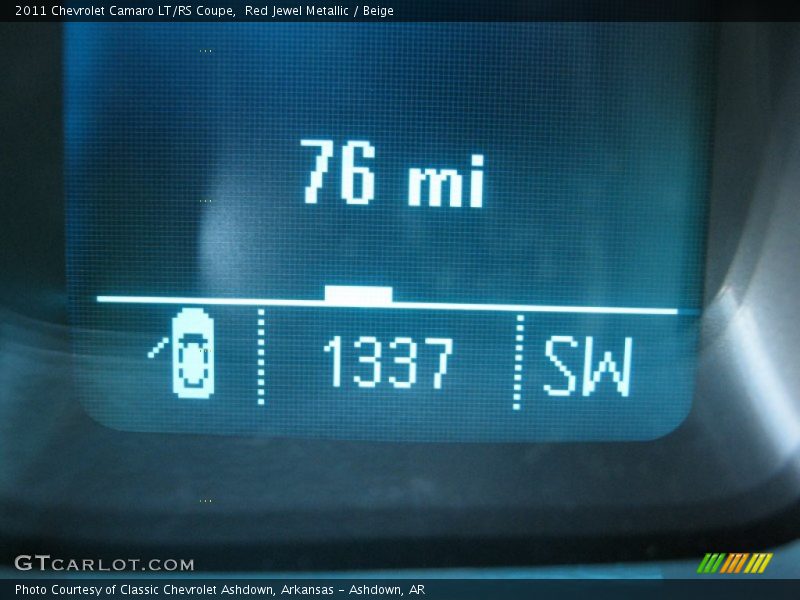 2011 Chevrolet Camaro LT/RS Coupe,  Red Jewel Metallic / Beige
76 mi
1337
SW
GTCARLOT.COM
Photo Courtesy of Classic Chevrolet Ashdown, Arkansas - Ashdown, AR